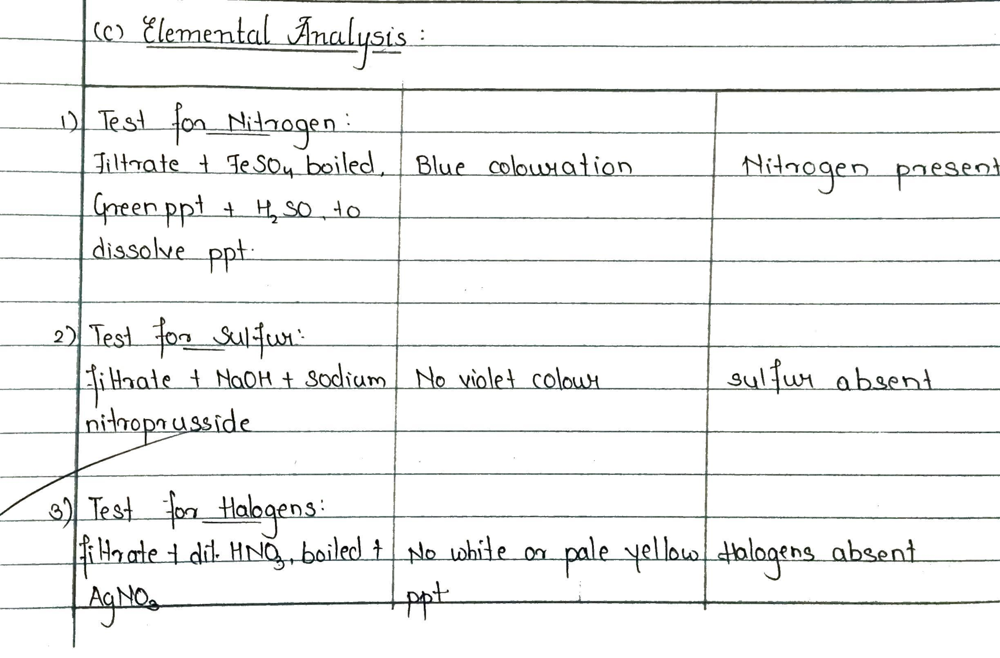 (C) Elemental Analysis :
1) Test for Nitrogen :
Filtrate + FeSO4 boiled, Blue colouration Nitrogen present
Green ppt + H2SO, to
dissolve ppt.
2) Test for sulfur:
filtrate + NaOH + sodium No violet colour sulfur absent
nitroprusside
3) Test for Halogens:
filtrate + dil. HNO3, boiled + No white or pale yellow Halogens absent
AgNO3 ppt